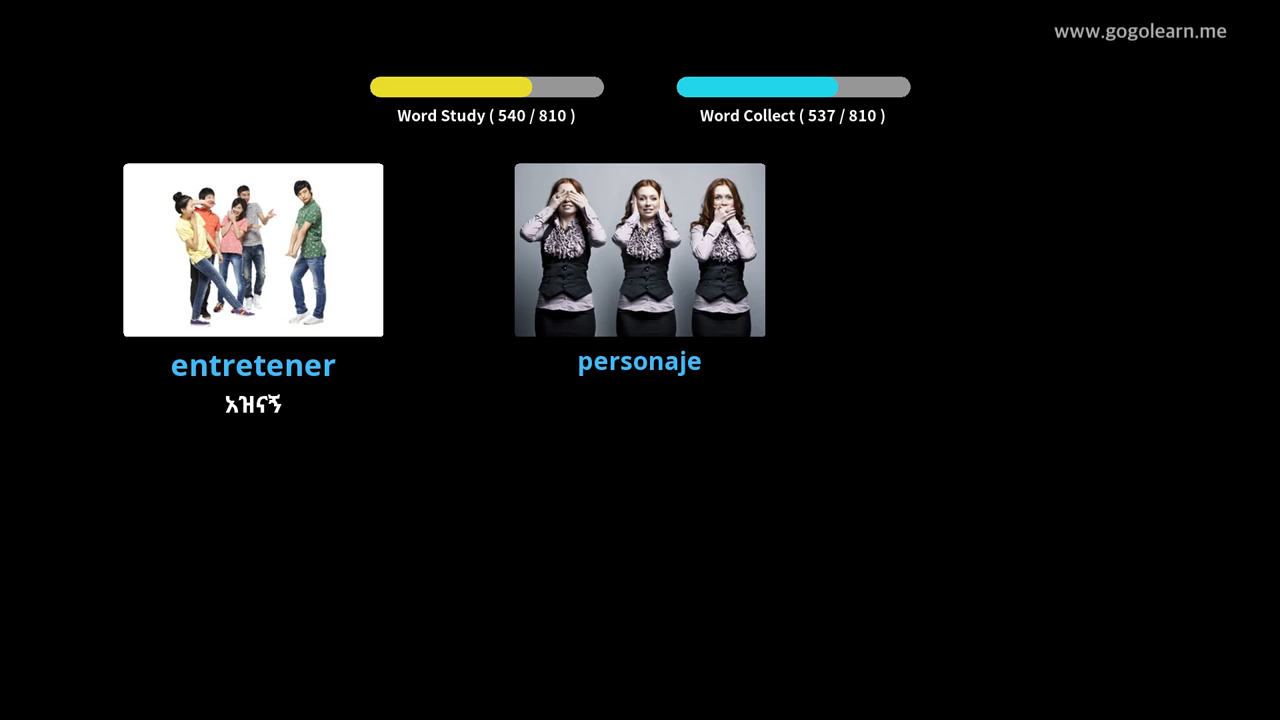 www.gogolearn.me
Word Study ( 540 / 810 )
Word Collect ( 537 / 810 )
entretener
አዝናኝ
personaje